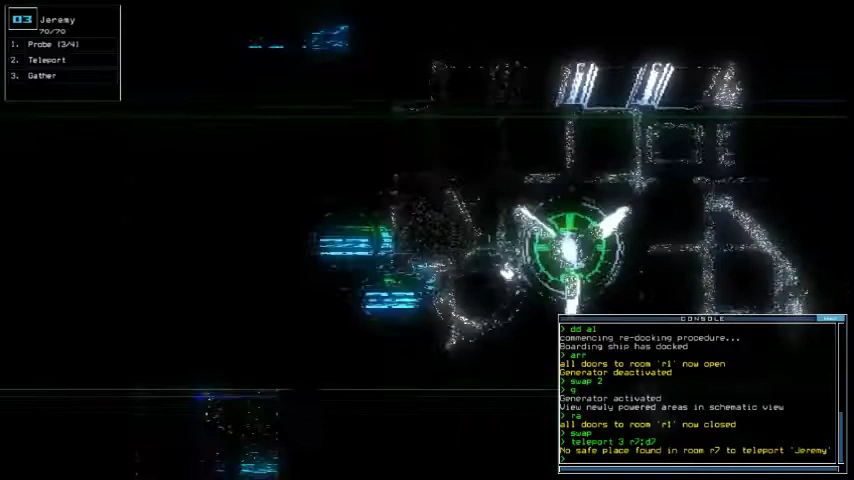 03 Jeremy
70/70
1. Probe (3/4)
2. Teleport
3. Gather
CONSOLE
> dd a1
commencing re-docking procedure...
Boarding ship has docked
> arr
all doors to room 'r1' now open
Generator deactivated
> swap 2
> g
Generator activated
View newly powered areas in schematic view
> ra
all doors to room 'r1' now closed
> swap
> teleport 3 r7;d7
No safe place found in room r7 to teleport 'Jeremy'
>